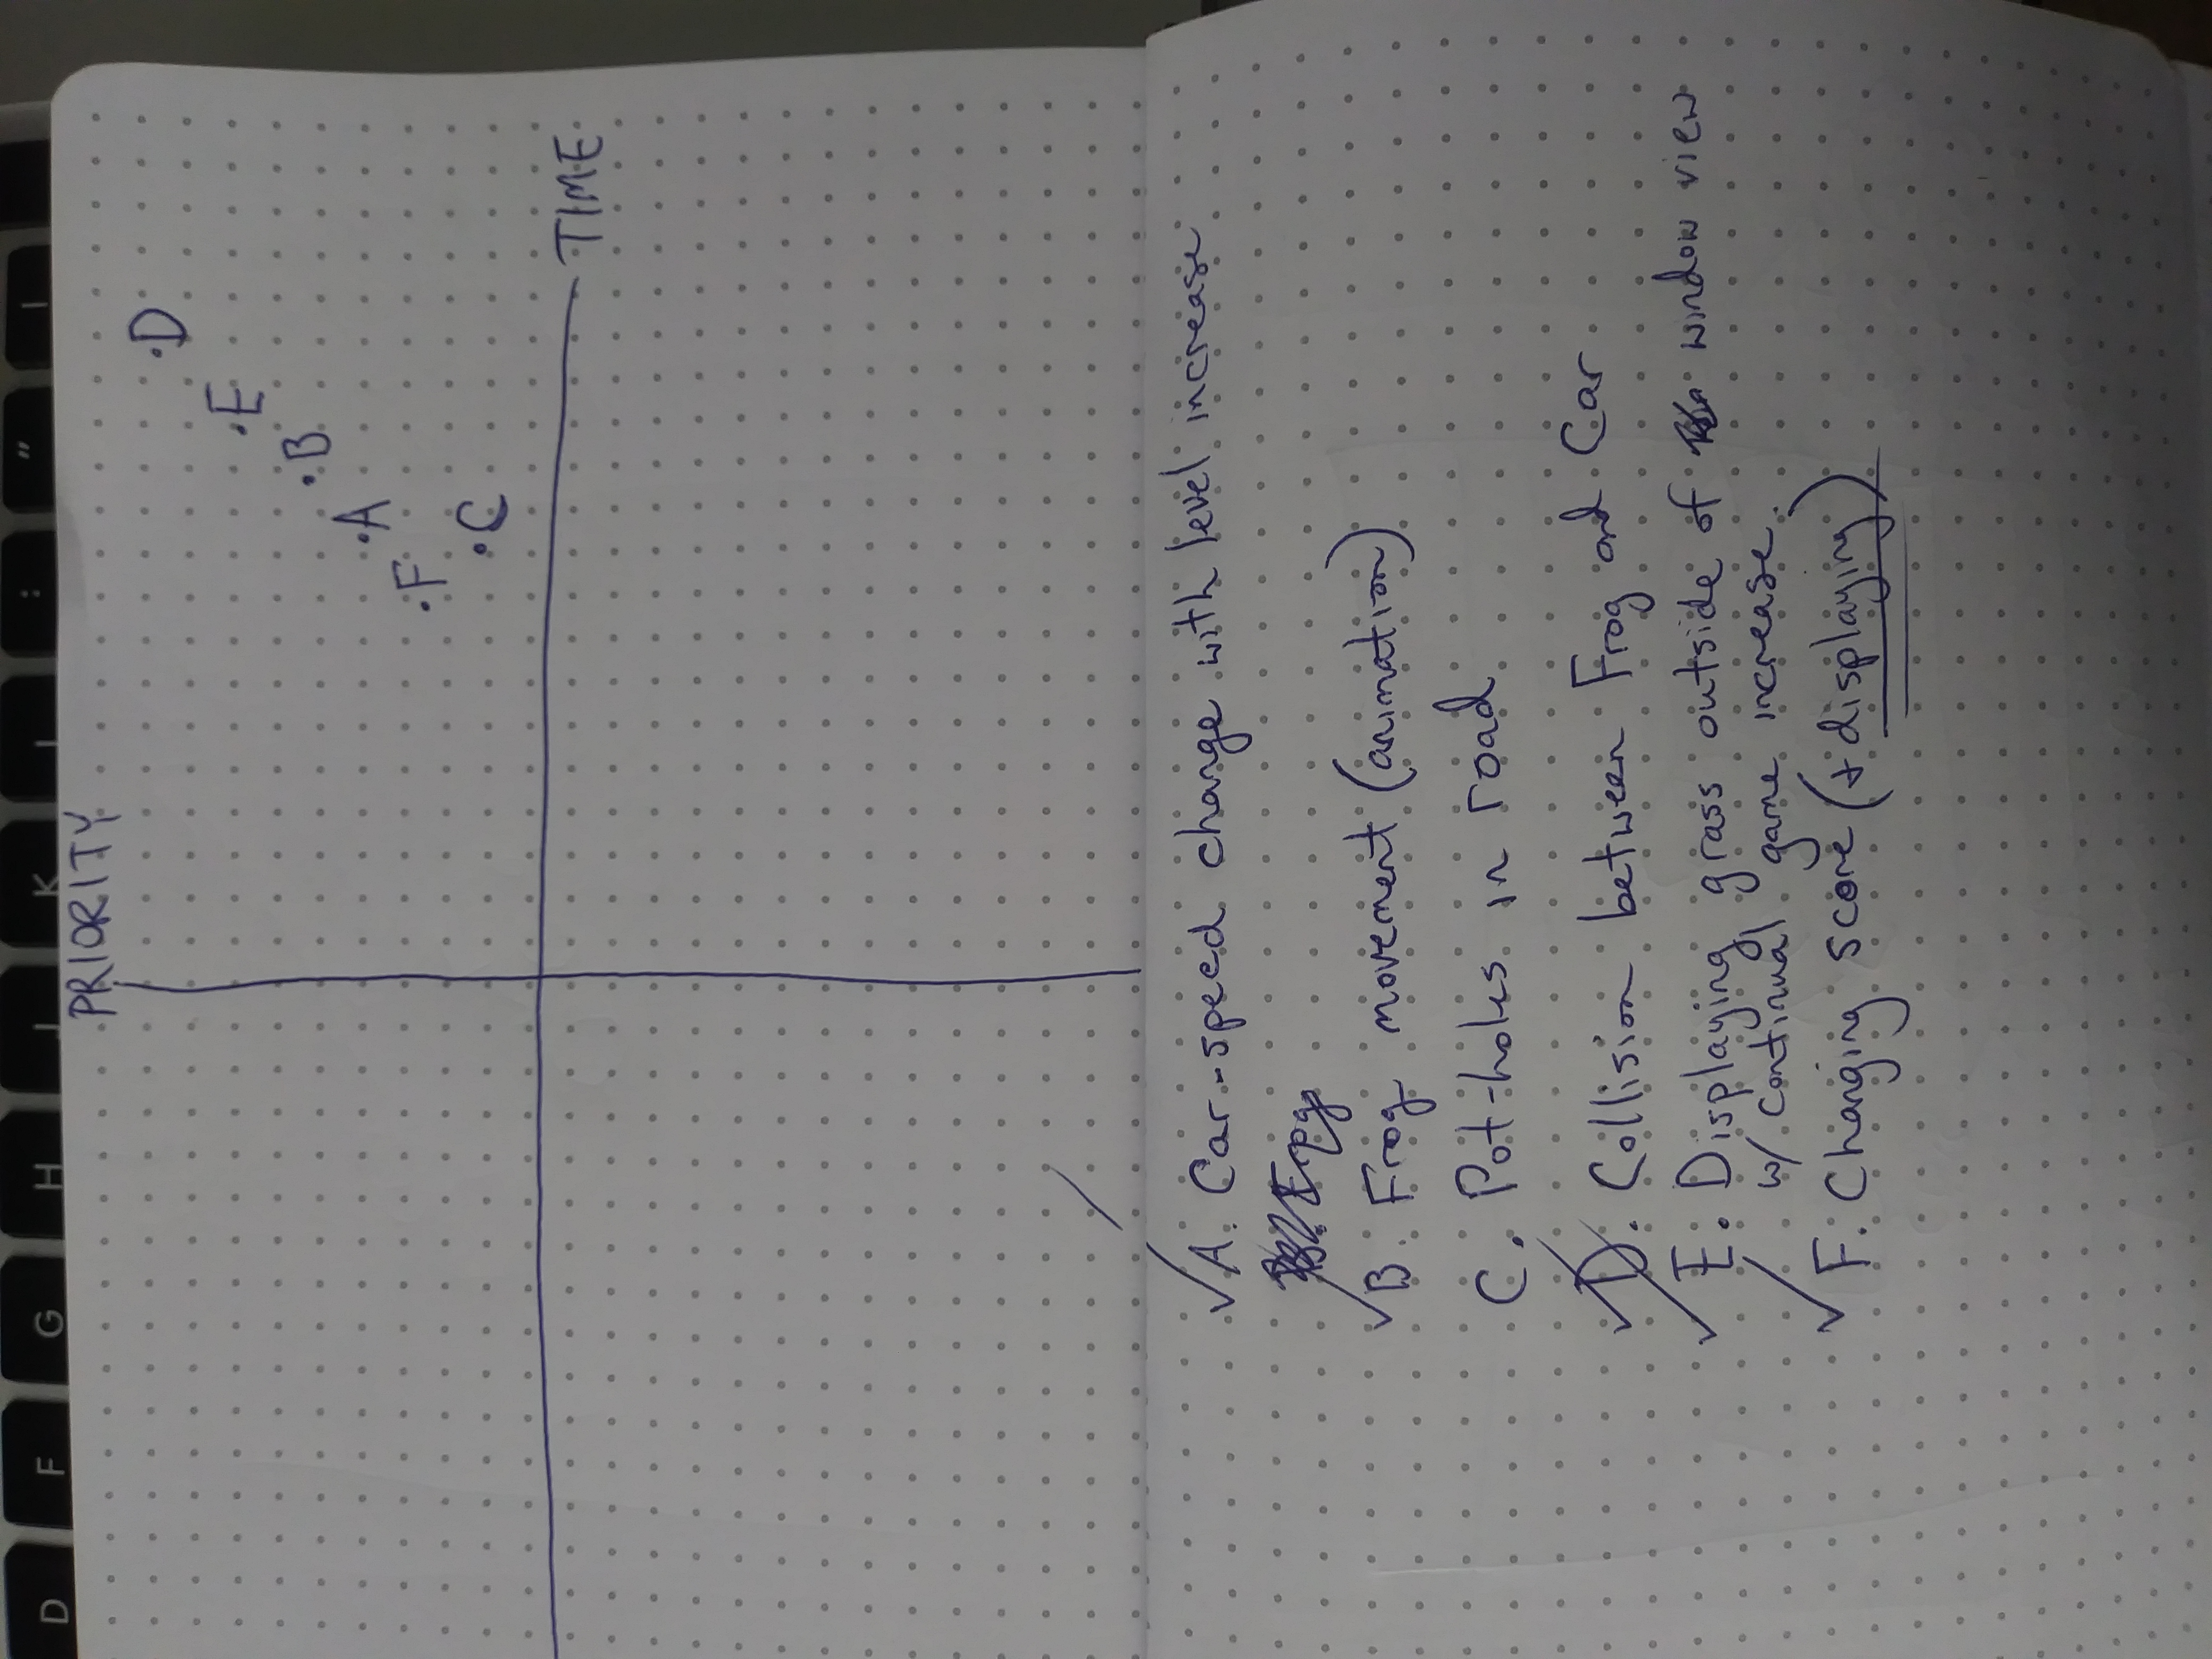 D F G H J K L : " |
PRIORITY
D
E
B
A
F
C
TIME
A. Car-speed change with level increase
B. Frog
B. Frog movement (animation)
C. Pot-holes in road
D. Collision between Frog and Car
E. Displaying grass outside of window view
w/ continual game increase.
F. Changing score (+ displaying)